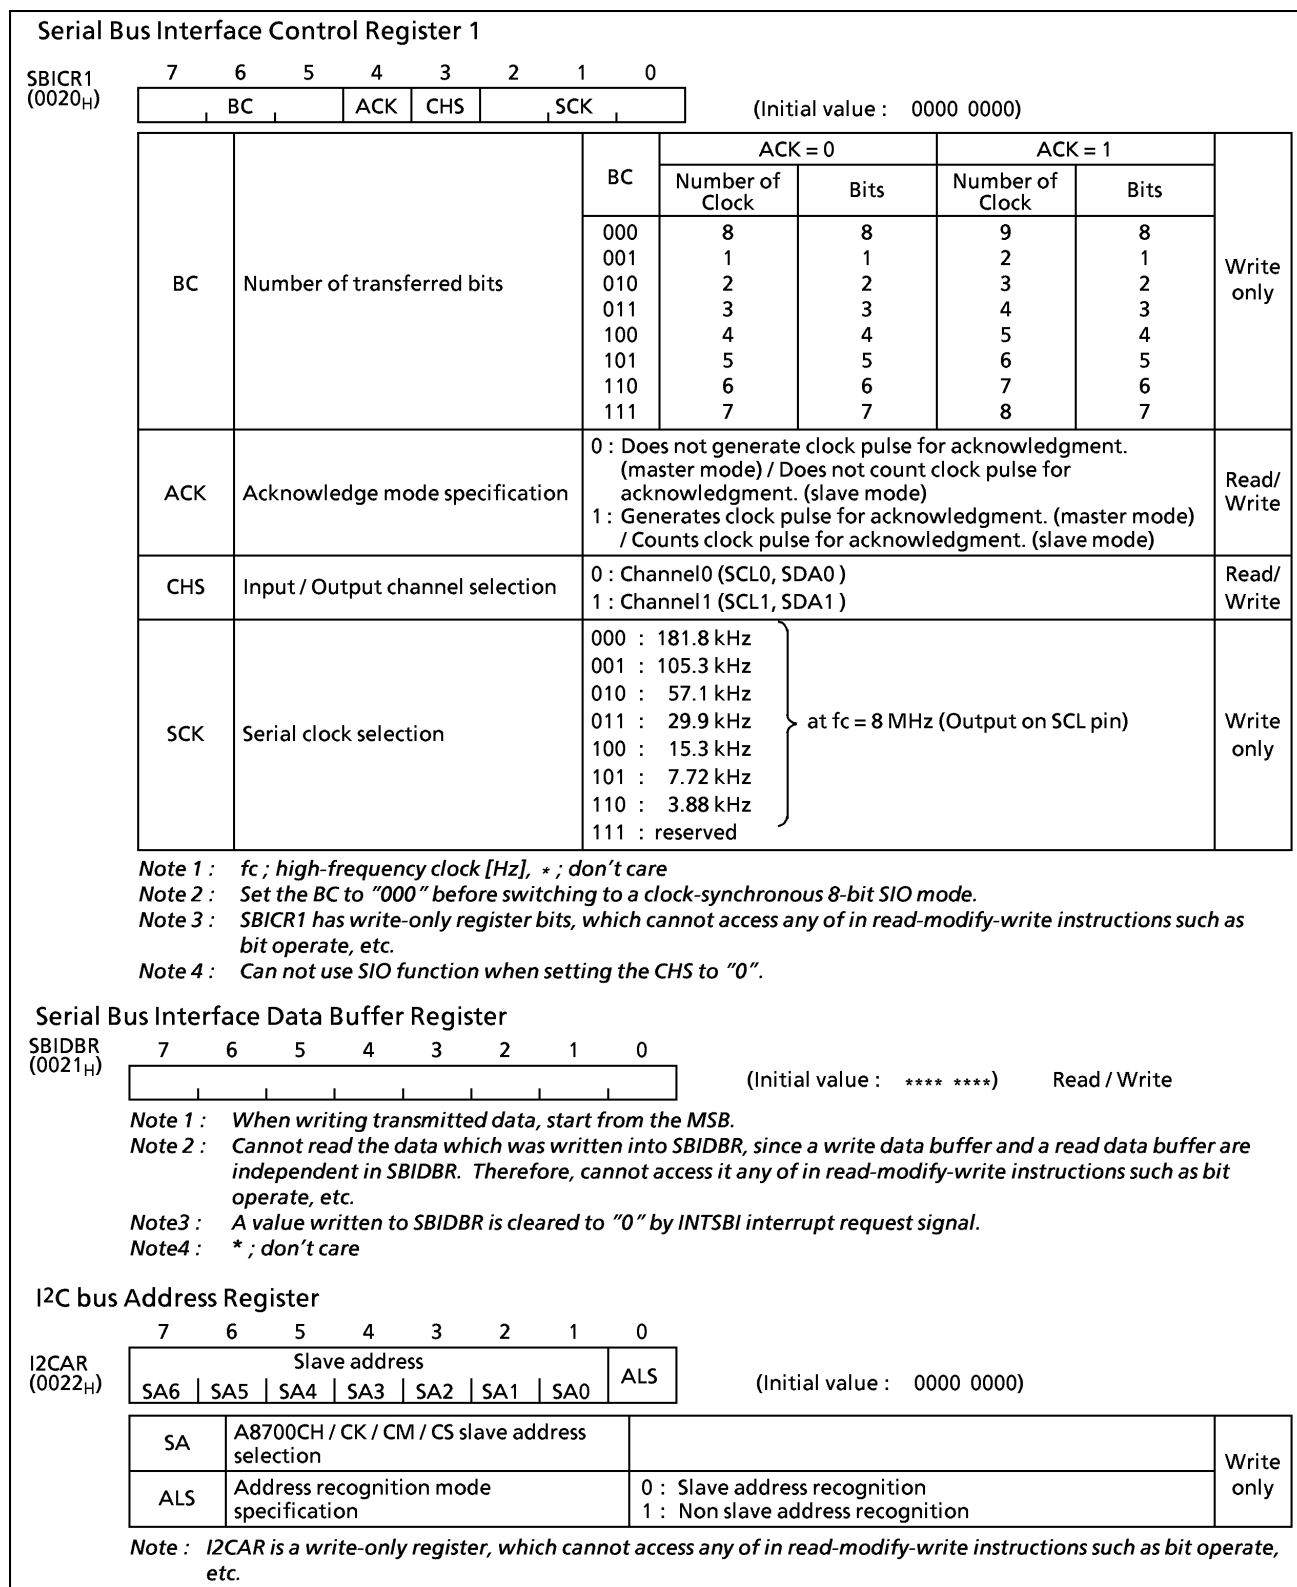 Serial Bus Interface Control Register 1
SBICR1
(0020H)
7 6 5 4 3 2 1 0
BC ACK CHS SCK (Initial value : 0000 0000)
BC Number of transferred bits
BC ACK = 0 ACK = 1
Number of Clock Bits Number of Clock Bits
000 8 8 9 8
001 1 1 2 1
010 2 2 3 2
011 3 3 4 3
100 4 4 5 4
101 5 5 6 5
110 6 6 7 6
111 7 7 8 7
Write
only
ACK Acknowledge mode specification
0 : Does not generate clock pulse for acknowledgment.
(master mode) / Does not count clock pulse for
acknowledgment. (slave mode)
1 : Generates clock pulse for acknowledgment. (master mode)
/ Counts clock pulse for acknowledgment. (slave mode)
Read/
Write
CHS Input / Output channel selection
0 : Channel0 (SCL0, SDA0 )
1 : Channel1 (SCL1, SDA1 )
Read/
Write
SCK Serial clock selection
000 : 181.8 kHz
001 : 105.3 kHz
010 : 57.1 kHz
011 : 29.9 kHz
100 : 15.3 kHz
101 : 7.72 kHz
110 : 3.88 kHz
111 : reserved
at fc = 8 MHz (Output on SCL pin)
Write
only
Note 1 : fc ; high-frequency clock [Hz], * ; don't care
Note 2 : Set the BC to "000" before switching to a clock-synchronous 8-bit SIO mode.
Note 3 : SBICR1 has write-only register bits, which cannot access any of in read-modify-write instructions such as
bit operate, etc.
Note 4 : Can not use SIO function when setting the CHS to "0".
Serial Bus Interface Data Buffer Register
SBIDBR
(0021H)
7 6 5 4 3 2 1 0
(Initial value : **** ****) Read / Write
Note 1 : When writing transmitted data, start from the MSB.
Note 2 : Cannot read the data which was written into SBIDBR, since a write data buffer and a read data buffer are
independent in SBIDBR. Therefore, cannot access it any of in read-modify-write instructions such as bit
operate, etc.
Note3 : A value written to SBIDBR is cleared to "0" by INTSBI interrupt request signal.
Note4 : * ; don't care
I2C bus Address Register
7 6 5 4 3 2 1 0
I2CAR
(0022H)
Slave address
SA6 SA5 SA4 SA3 SA2 SA1 SA0 ALS
(Initial value : 0000 0000)
SA A8700CH / CK / CM / CS slave address
selection
ALS Address recognition mode
specification
0 : Slave address recognition
1 : Non slave address recognition
Write
only
Note : I2CAR is a write-only register, which cannot access any of in read-modify-write instructions such as bit operate,
etc.